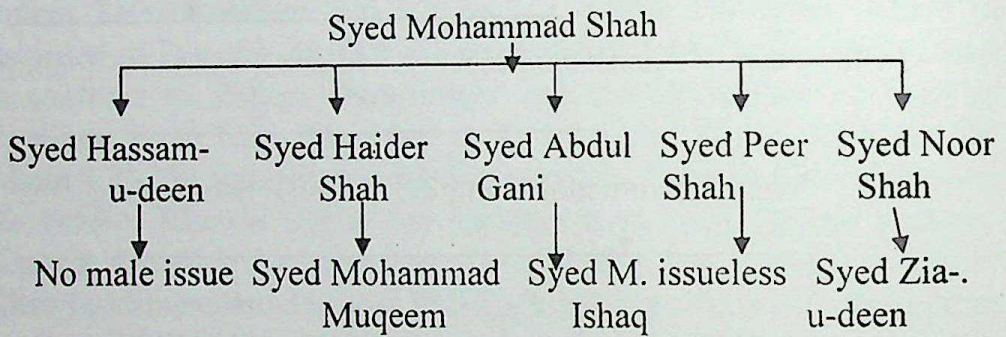 Syed Mohammad Shah
Syed Hassam- Syed Haider Syed Abdul Syed Peer Syed Noor
u-deen Shah Gani Shah Shah
No male issue Syed Mohammad Syed M. issueless Syed Zia-.
Muqeem Ishaq u-deen